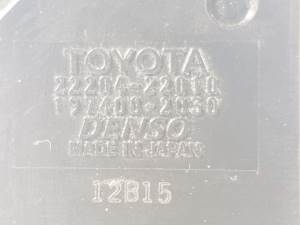 TOYOTA
22204-22010
197400-2030
DENSO
MADE IN JAPAN
12B15